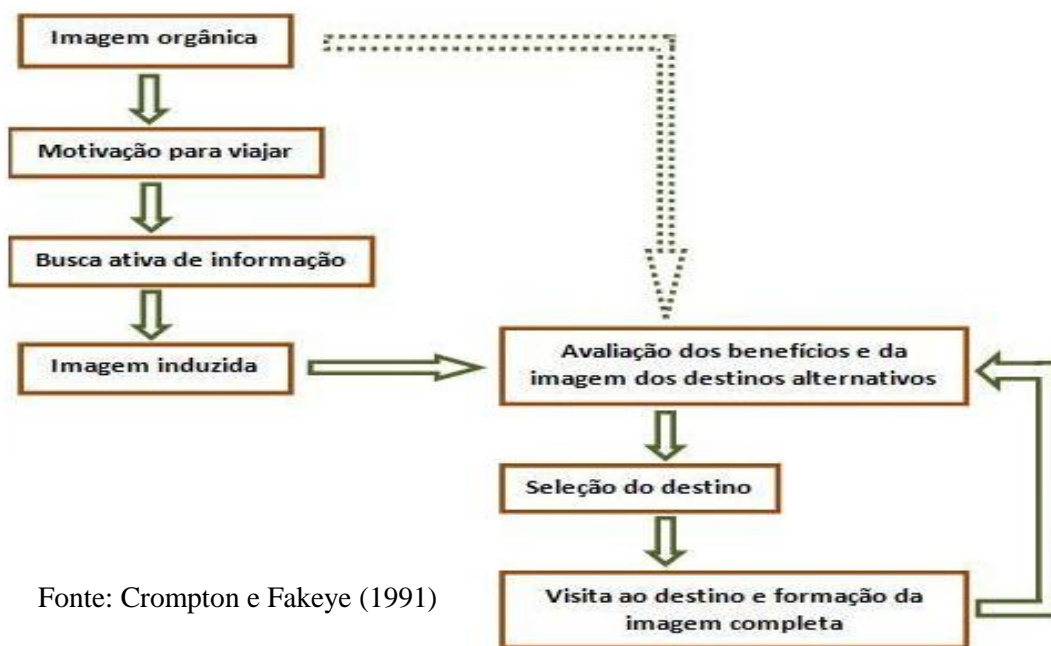 Imagem orgânica
Motivação para viajar
Busca ativa de informação
Imagem induzida
Avaliação dos benefícios e da
imagem dos destinos alternativos
Seleção do destino
Visita ao destino e formação da
imagem completa
Fonte: Crompton e Fakeye (1991)